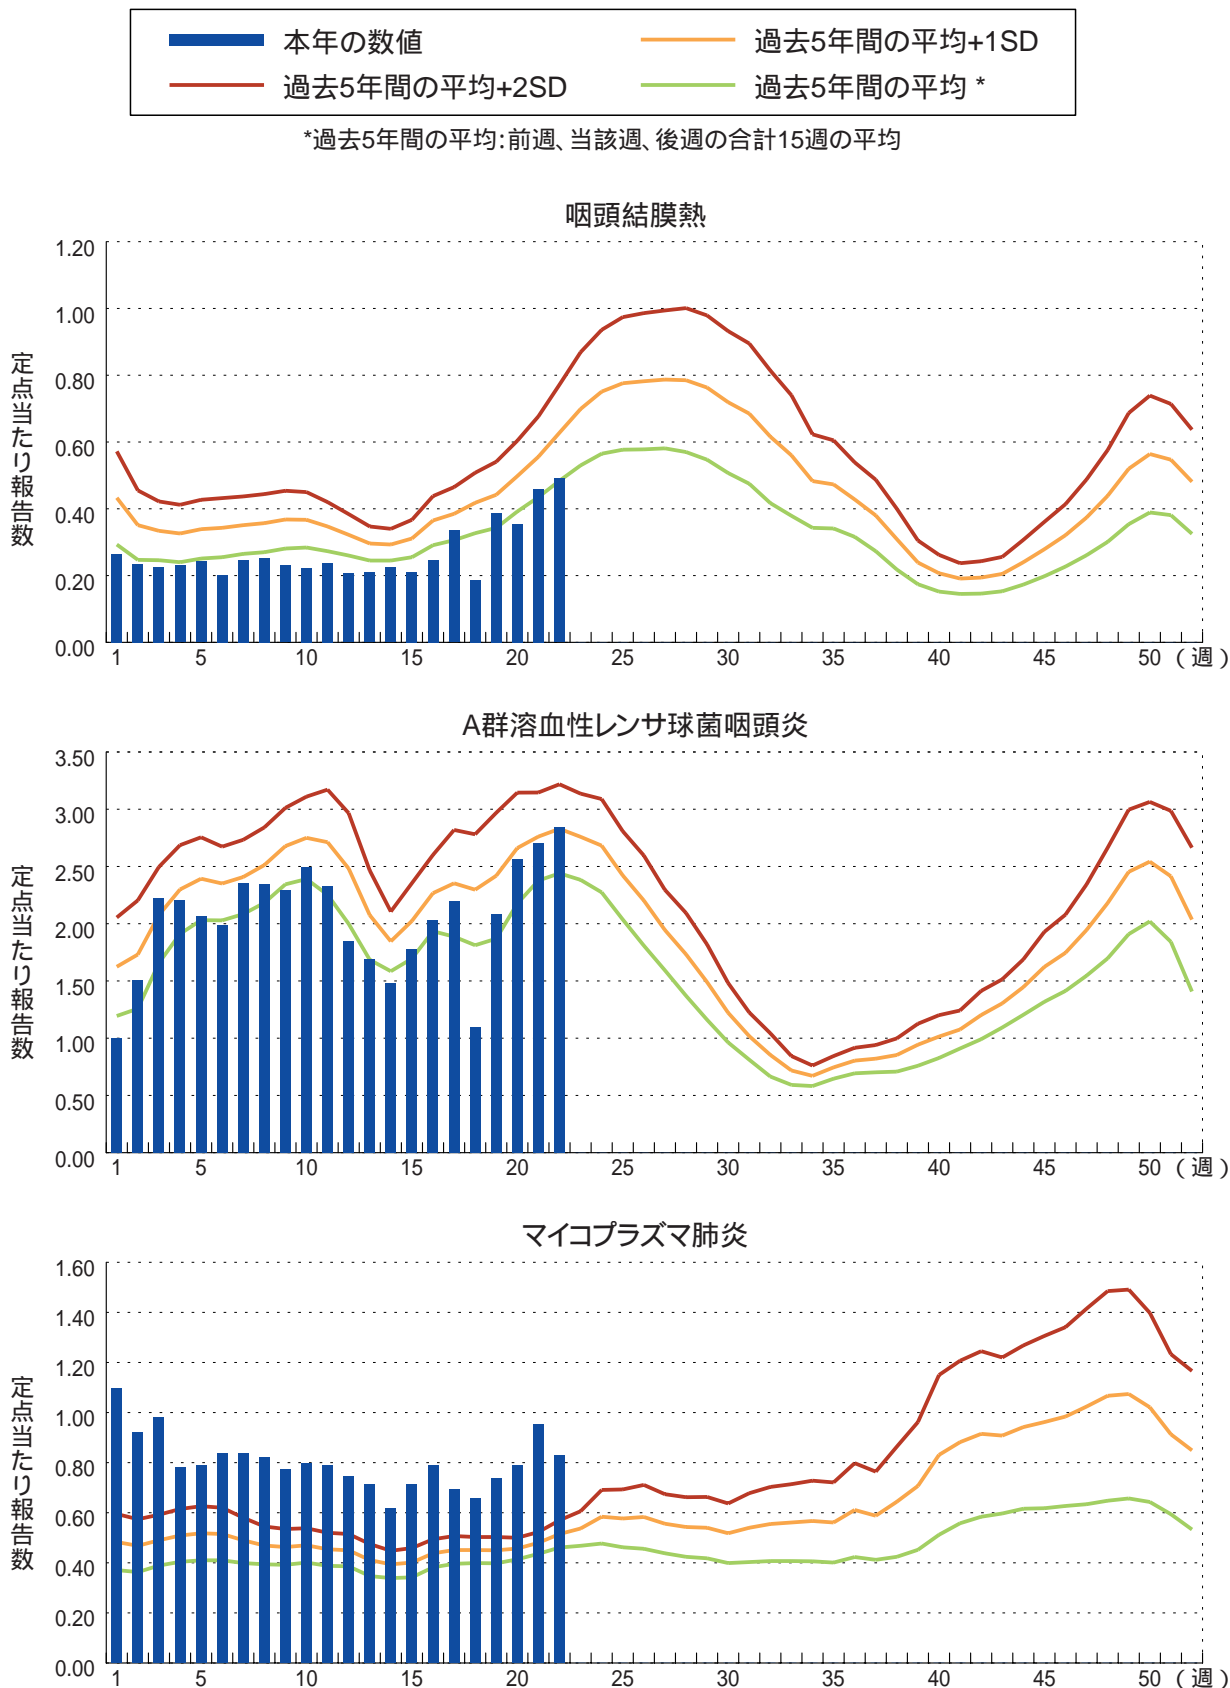 本年の数値
過去5年間の平均+1SD
過去5年間の平均+2SD
過去5年間の平均 *
*過去5年間の平均:前週、当該週、後週の合計15週の平均
咽頭結膜熱
定点当たり報告数
1.20
1.00
0.80
0.60
0.40
0.20
0.00
1 5 10 15 20 25 30 35 40 45 50 (週)
A群溶血性レンサ球菌咽頭炎
定点当たり報告数
3.50
3.00
2.50
2.00
1.50
1.00
0.50
0.00
1 5 10 15 20 25 30 35 40 45 50 (週)
マイコプラズマ肺炎
定点当たり報告数
1.60
1.40
1.20
1.00
0.80
0.60
0.40
0.20
0.00
1 5 10 15 20 25 30 35 40 45 50 (週)